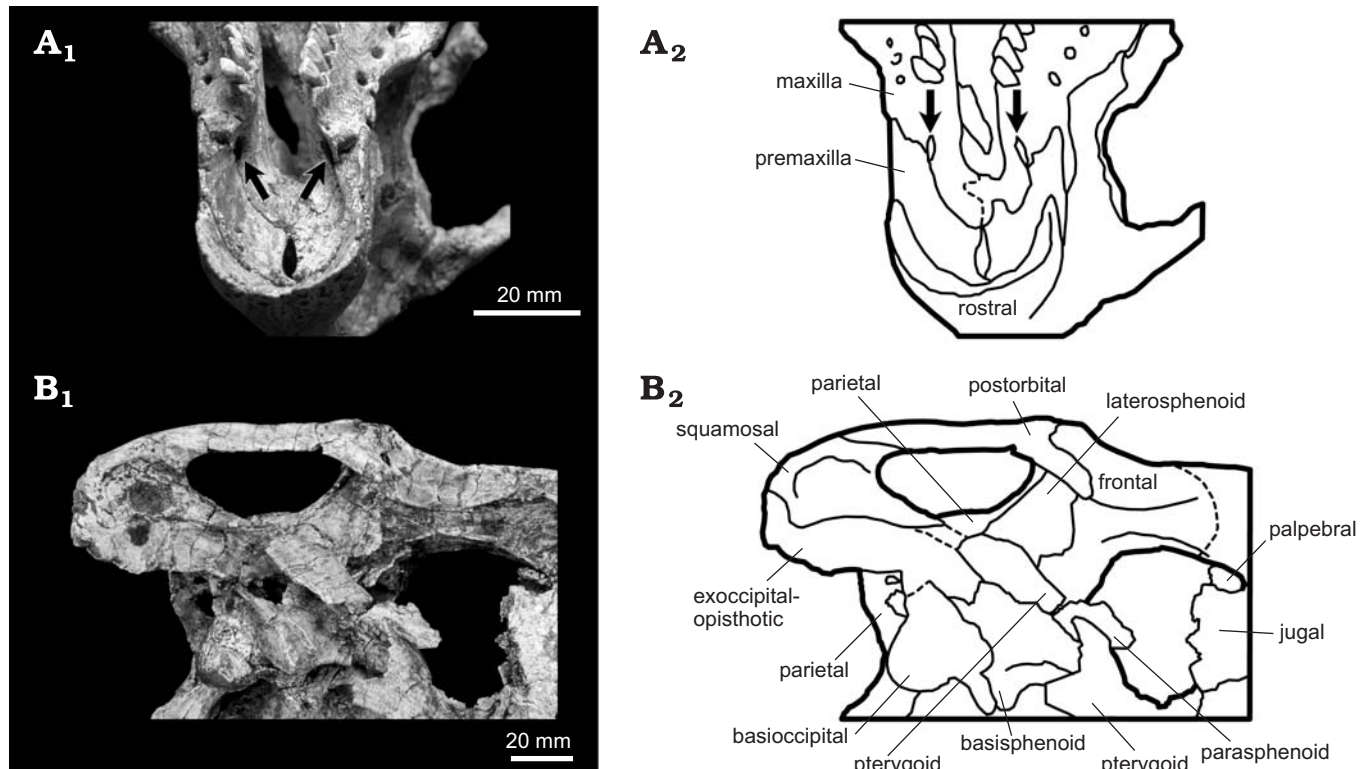 A1
A2
maxilla
premaxilla
20 mm
rostral
B1
B2
parietal
postorbital
laterosphenoid
squamosal
frontal
palpebral
exoccipital-
opisthotic
jugal
parietal
basioccipital
basisphenoid
parasphenoid
pterygoid
pterygoid
20 mm